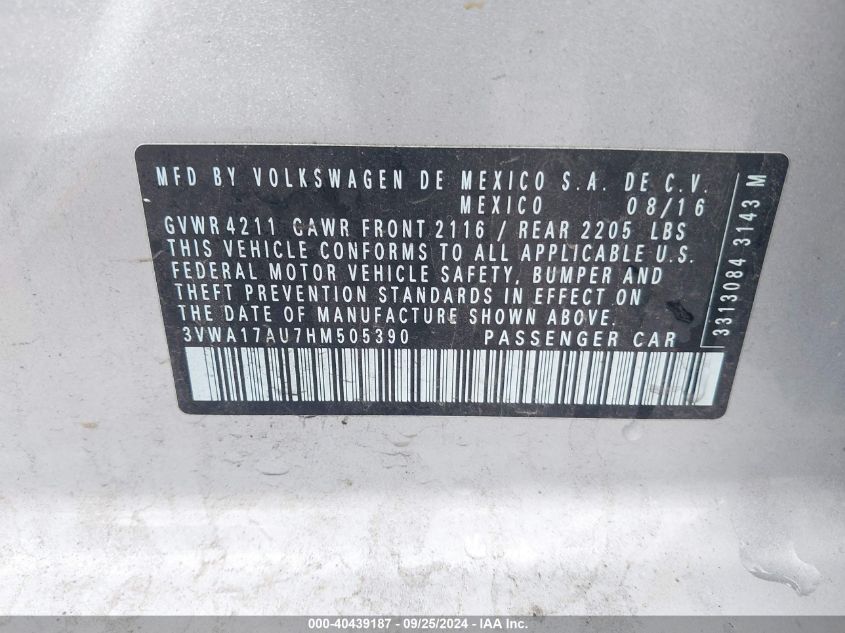 MFD BY VOLKSWAGEN DE MEXICO S.A. DE C.V.
MEXICO 08/16
GVWR 4211 GAWR FRONT 2116 / REAR 2205 LBS
THIS VEHICLE CONFORMS TO ALL APPLICABLE U.S.
FEDERAL MOTOR VEHICLE SAFETY, BUMPER AND
THEFT PREVENTION STANDARDS IN EFFECT ON
THE DATE OF MANUFACTURE SHOWN ABOVE.
3VWA17AU7HM505390 PASSENGER CAR
3313084 3143 M
000-40439187 - 09/25/2024 - IAAI.COM